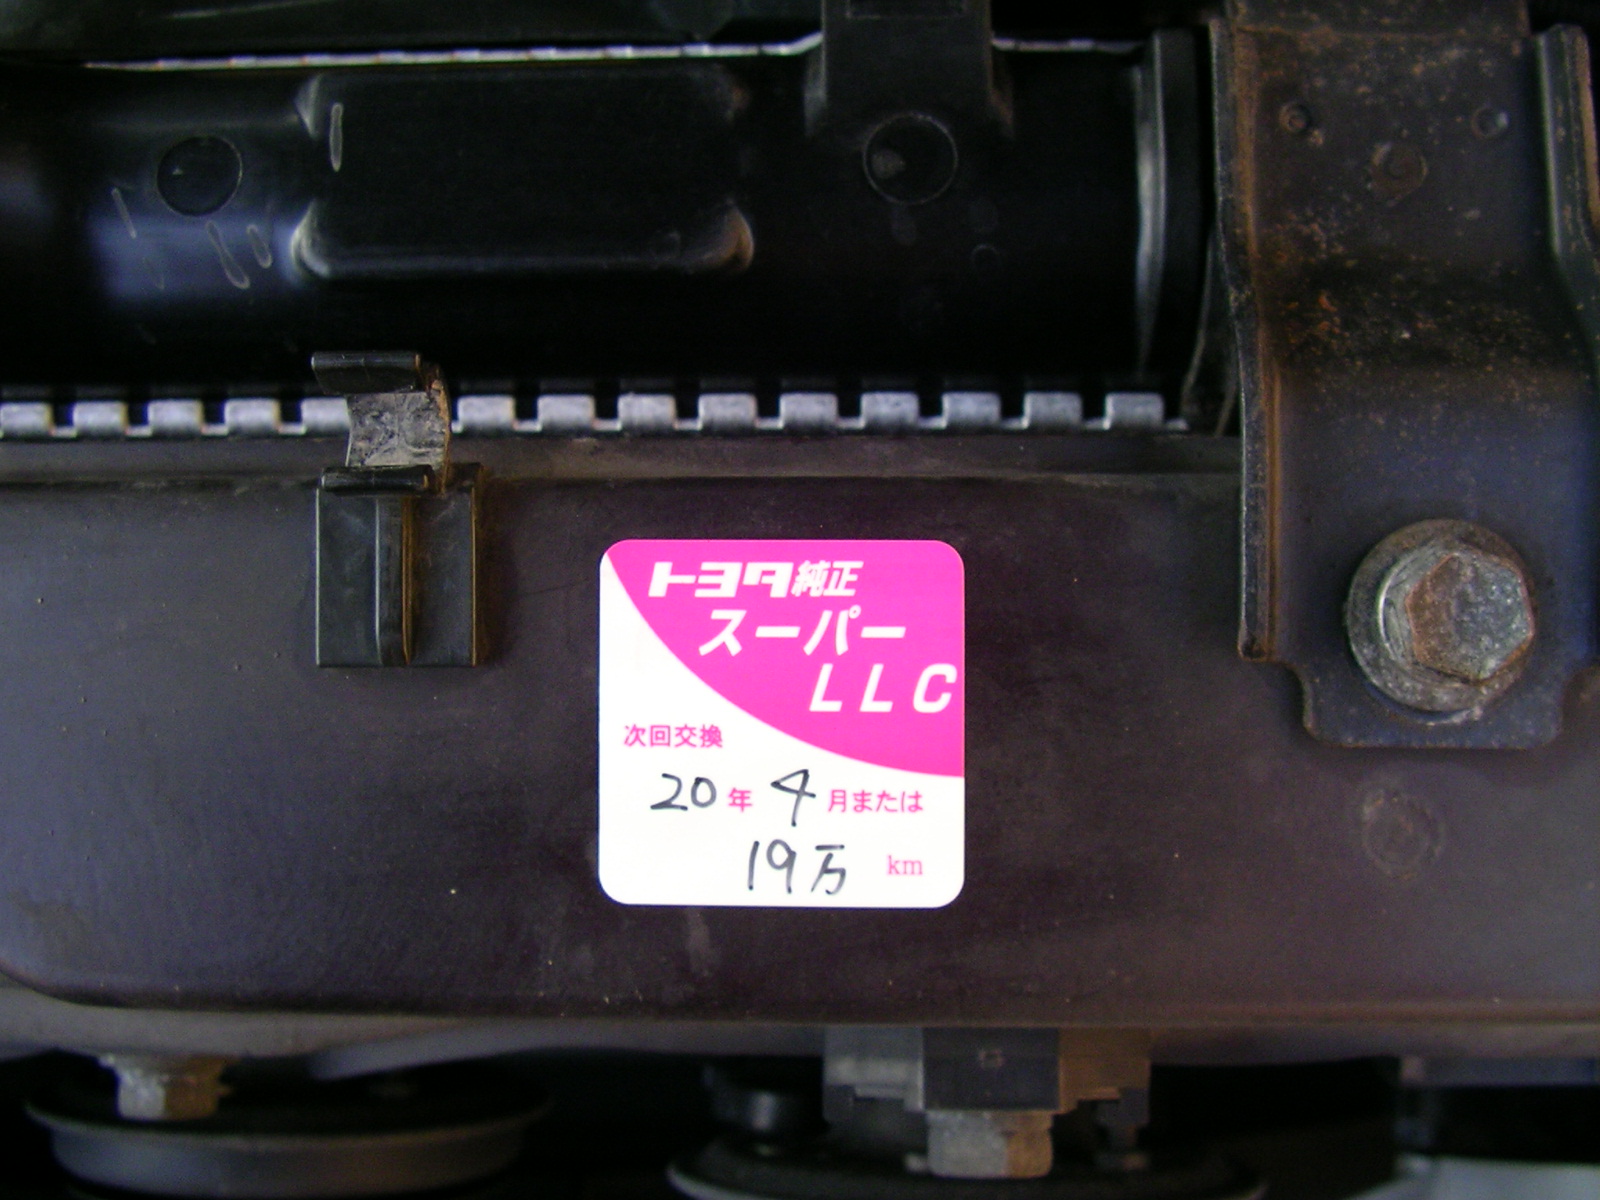 トヨタ純正
スーパー
LLC
次回交換
20年4月または
19万 km